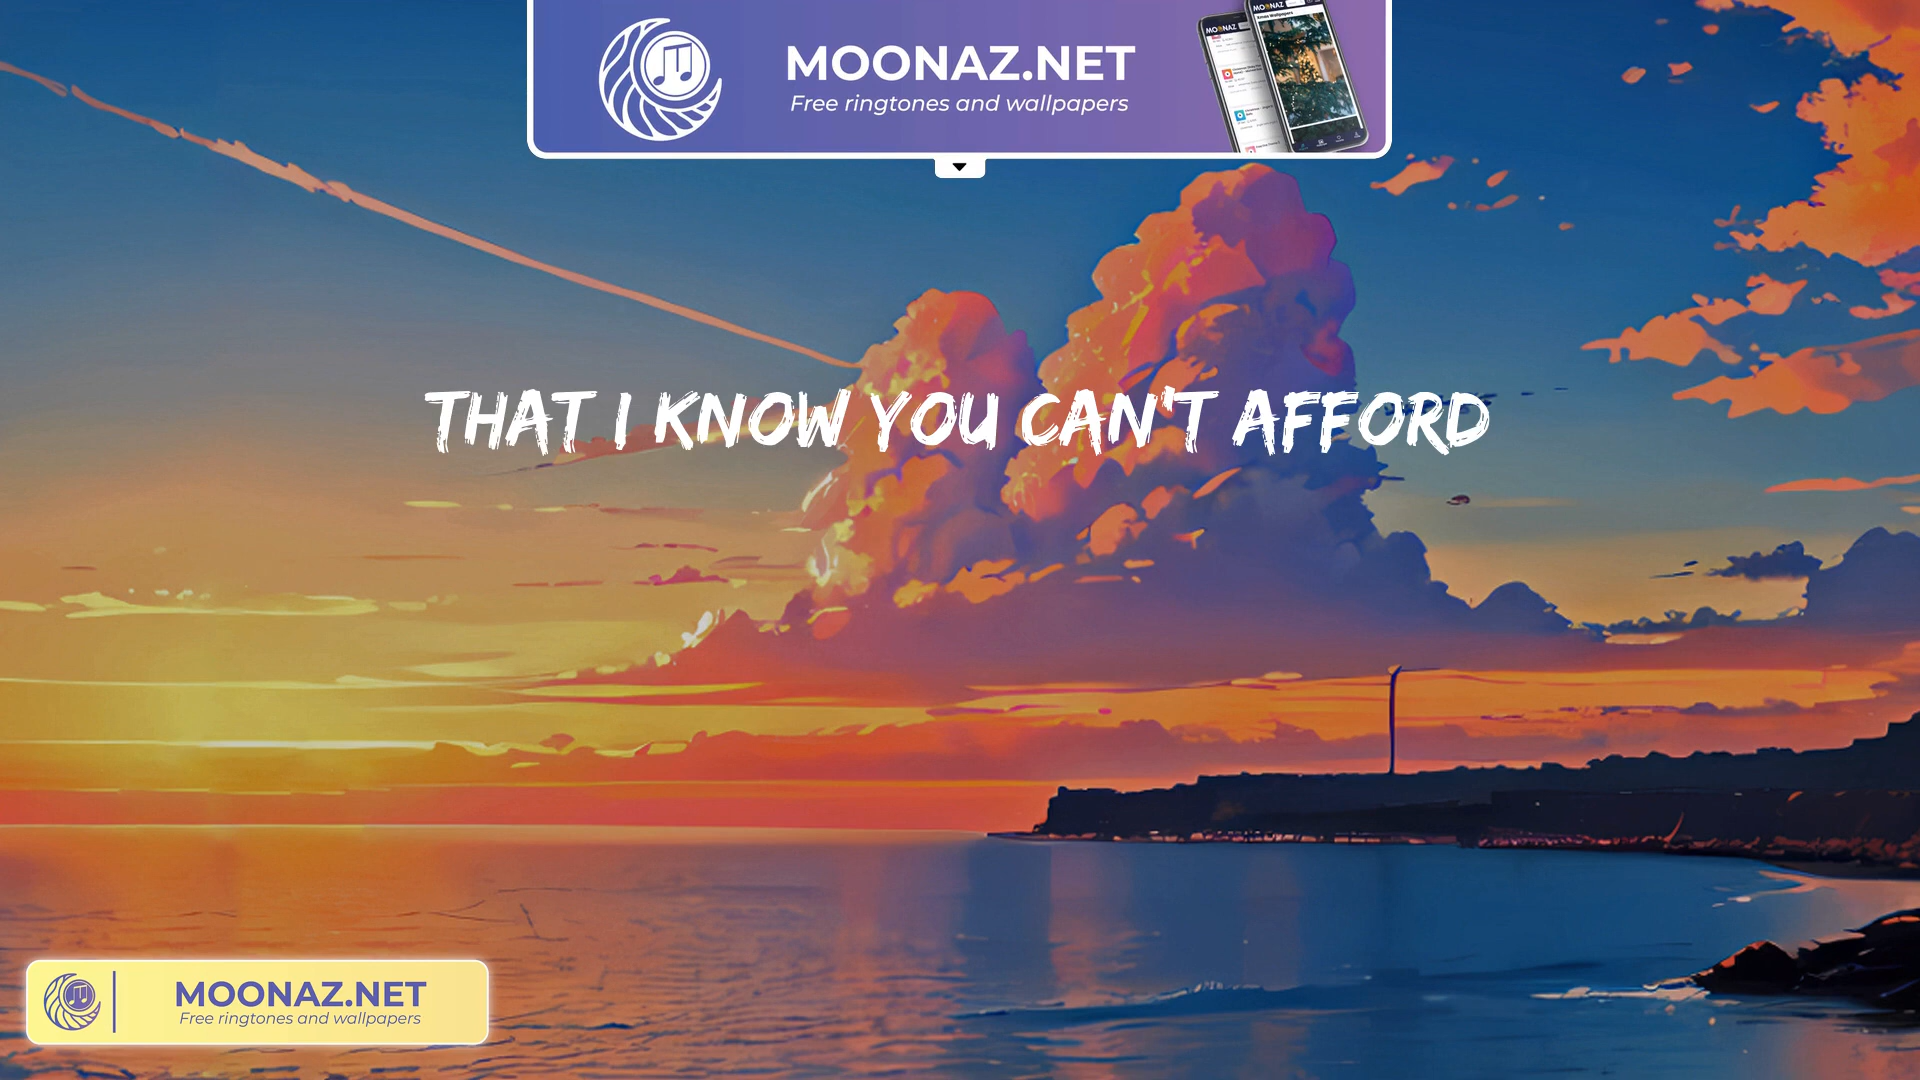 MOONAZ.NET
Free ringtones and wallpapers
THAT I KNOW YOU CAN'T AFFORD
MOONAZ.NET
Free ringtones and wallpapers